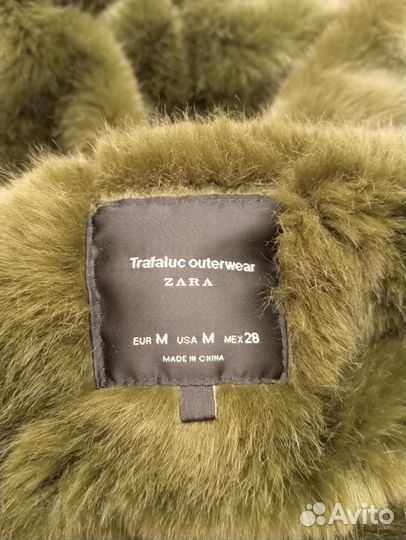 Trafaluc outerwear
ZARA
EUR M USA M MEX 28
MADE IN CHINA
Avito